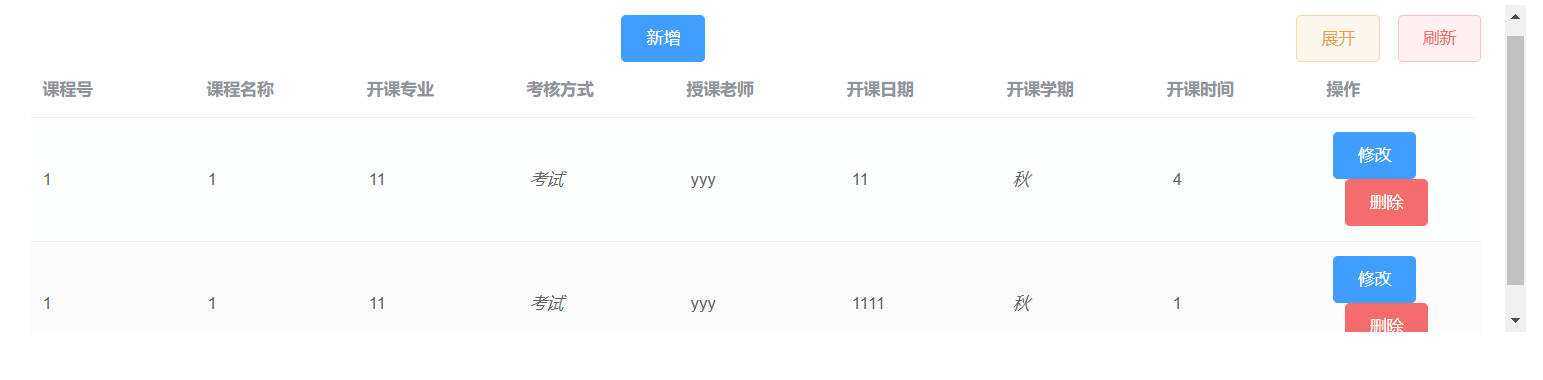 新增 展开 刷新
课程号 课程名称 开课专业 考核方式 授课老师 开课日期 开课学期 开课时间 操作
修改
1 1 11 考试 yyy 11 秋 4
删除
修改
1 1 11 考试 yyy 1111 秋 1
删除